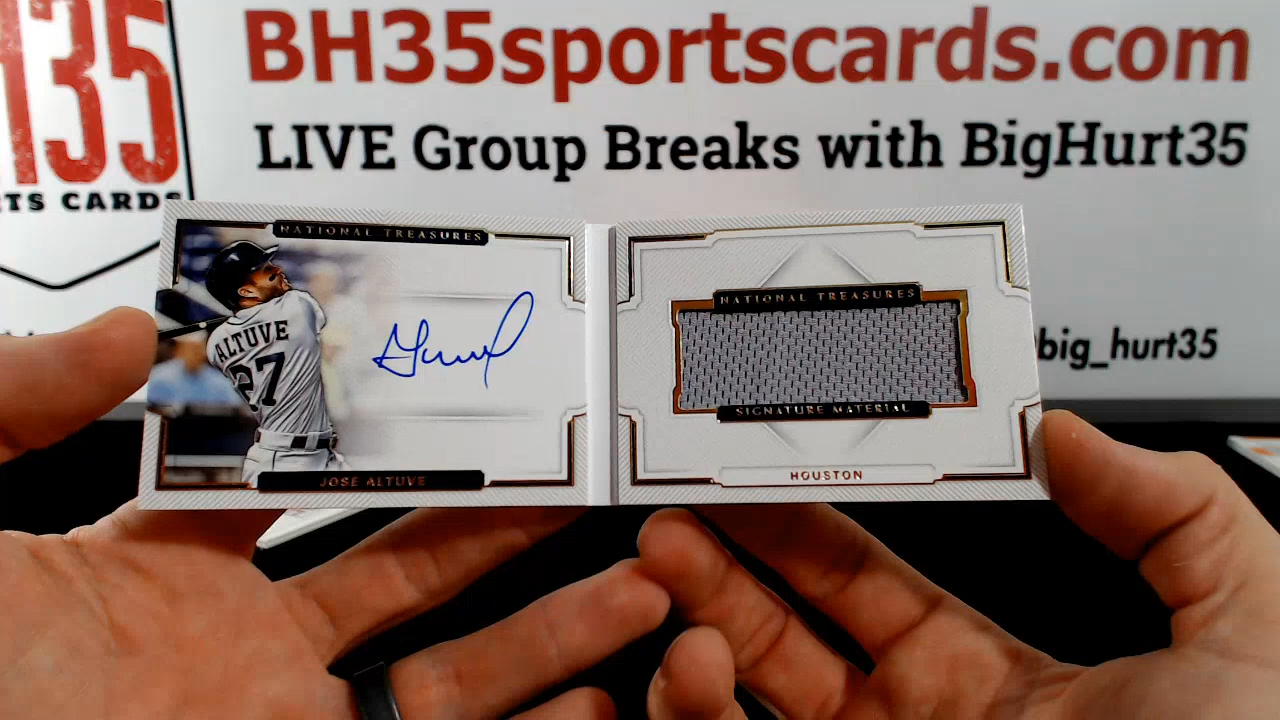 BH35sportscards.com
135
LIVE Group Breaks with BigHurt35
TS CARDS
NATIONAL TREASURES
ALTUVE
27
JOSE ALTUVE
NATIONAL TREASURES
SIGNATURE MATERIAL
HOUSTON
big_hurt35